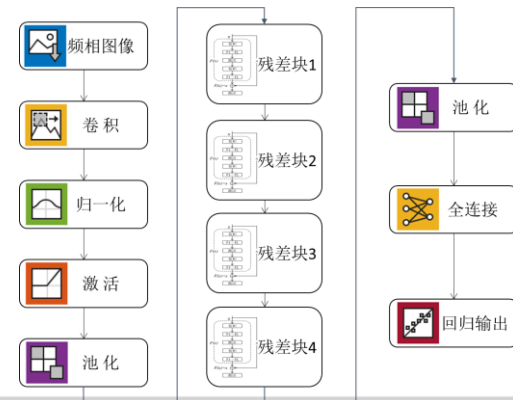 频相图像
卷积
归一化
激活
池化
残差块1
残差块2
残差块3
残差块4
池化
全连接
回归输出